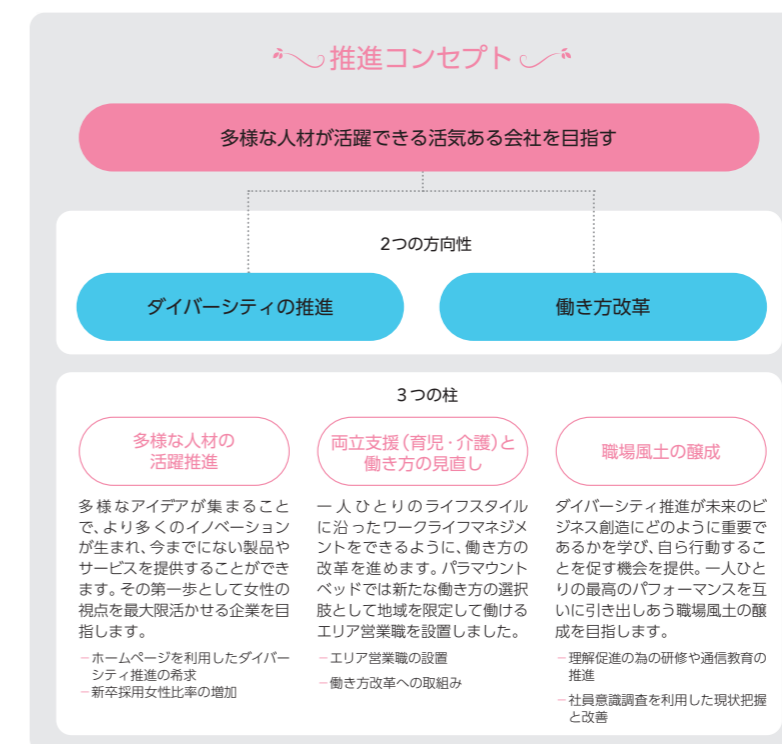 推進コンセプト
多様な人材が活躍できる活気ある会社を目指す
2つの方向性
ダイバーシティの推進
働き方改革
3つの柱
多様な人材の
活躍推進
多様なアイデアが集まること
で、より多くのイノベーション
が生まれ、今までにない製品や
サービスを提供することができ
ます。その第一歩として女性の
視点を最大限活かせる企業を目
指します。
－ホームページを利用したダイバー
シティ推進の希求
－新卒採用女性比率の増加
両立支援（育児・介護）と
働き方の見直し
一人ひとりのライフスタイル
に沿ったワークライフマネジメ
ントをできるように、働き方の
改革を進めます。パラマウント
ベッドでは新たな働き方の選択
肢として地域を限定して働ける
エリア営業職を設置しました。
－エリア営業職の設置
－働き方改革への取組み
職場風土の醸成
ダイバーシティ推進が未来のビ
ジネス創造にどのように重要で
あるかを学び、自ら行動するこ
とを促す機会を提供。一人ひと
りの最高のパフォーマンスを互
いに引き出しあう職場風土の醸
成を目指します。
－理解促進の為の研修や通信教育の
推進
－社員意識調査を利用した現状把握
と改善